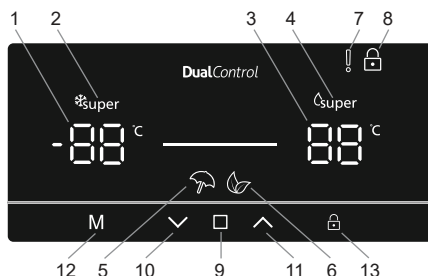 1 2 3 4 7 8
DualControl
super super
-88 °C 88 °C
M
12 5 10 9 11 6 13